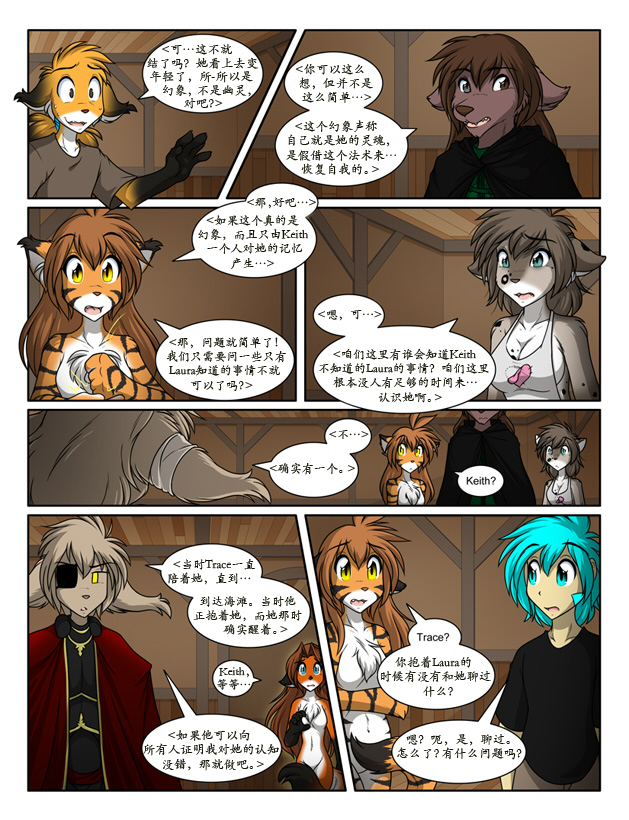 <可…这不就
结了吗？她看上去变
年轻了，所-所以是
幻象，不是幽灵，
对吧?>
<你可以这么
想，但并不是
这么简单…>
<这个幻象声称
自己就是她的灵魂，
是假借这个法术来…
恢复自我的。>
<那,好吧…>
<如果这个真的是
幻象，而且只由Keith
一个人对她的记忆
产生…>
<那，问题就简单了！
我们只需要问一些只有
Laura知道的事情不就
可以了吗?>
<嗯，可…>
<咱们这里有谁会知道Keith
不知道的Laura的事情？咱们这里
根本没人有足够的时间来…
认识她啊。>
<不…>
<确实有一个。>
Keith?
<当时Trace一直
陪着她，直到…
到达海滩。当时他
正抱着她，而她那时
确实醒着。>
Keith,
等等…
<如果他可以向
所有人证明我对她的认知
没错，那就做吧。>
Trace?
你抱着Laura的
时候有没有和她聊过
什么？
嗯？呃，是，聊过。
怎么了?有什么问题吗?